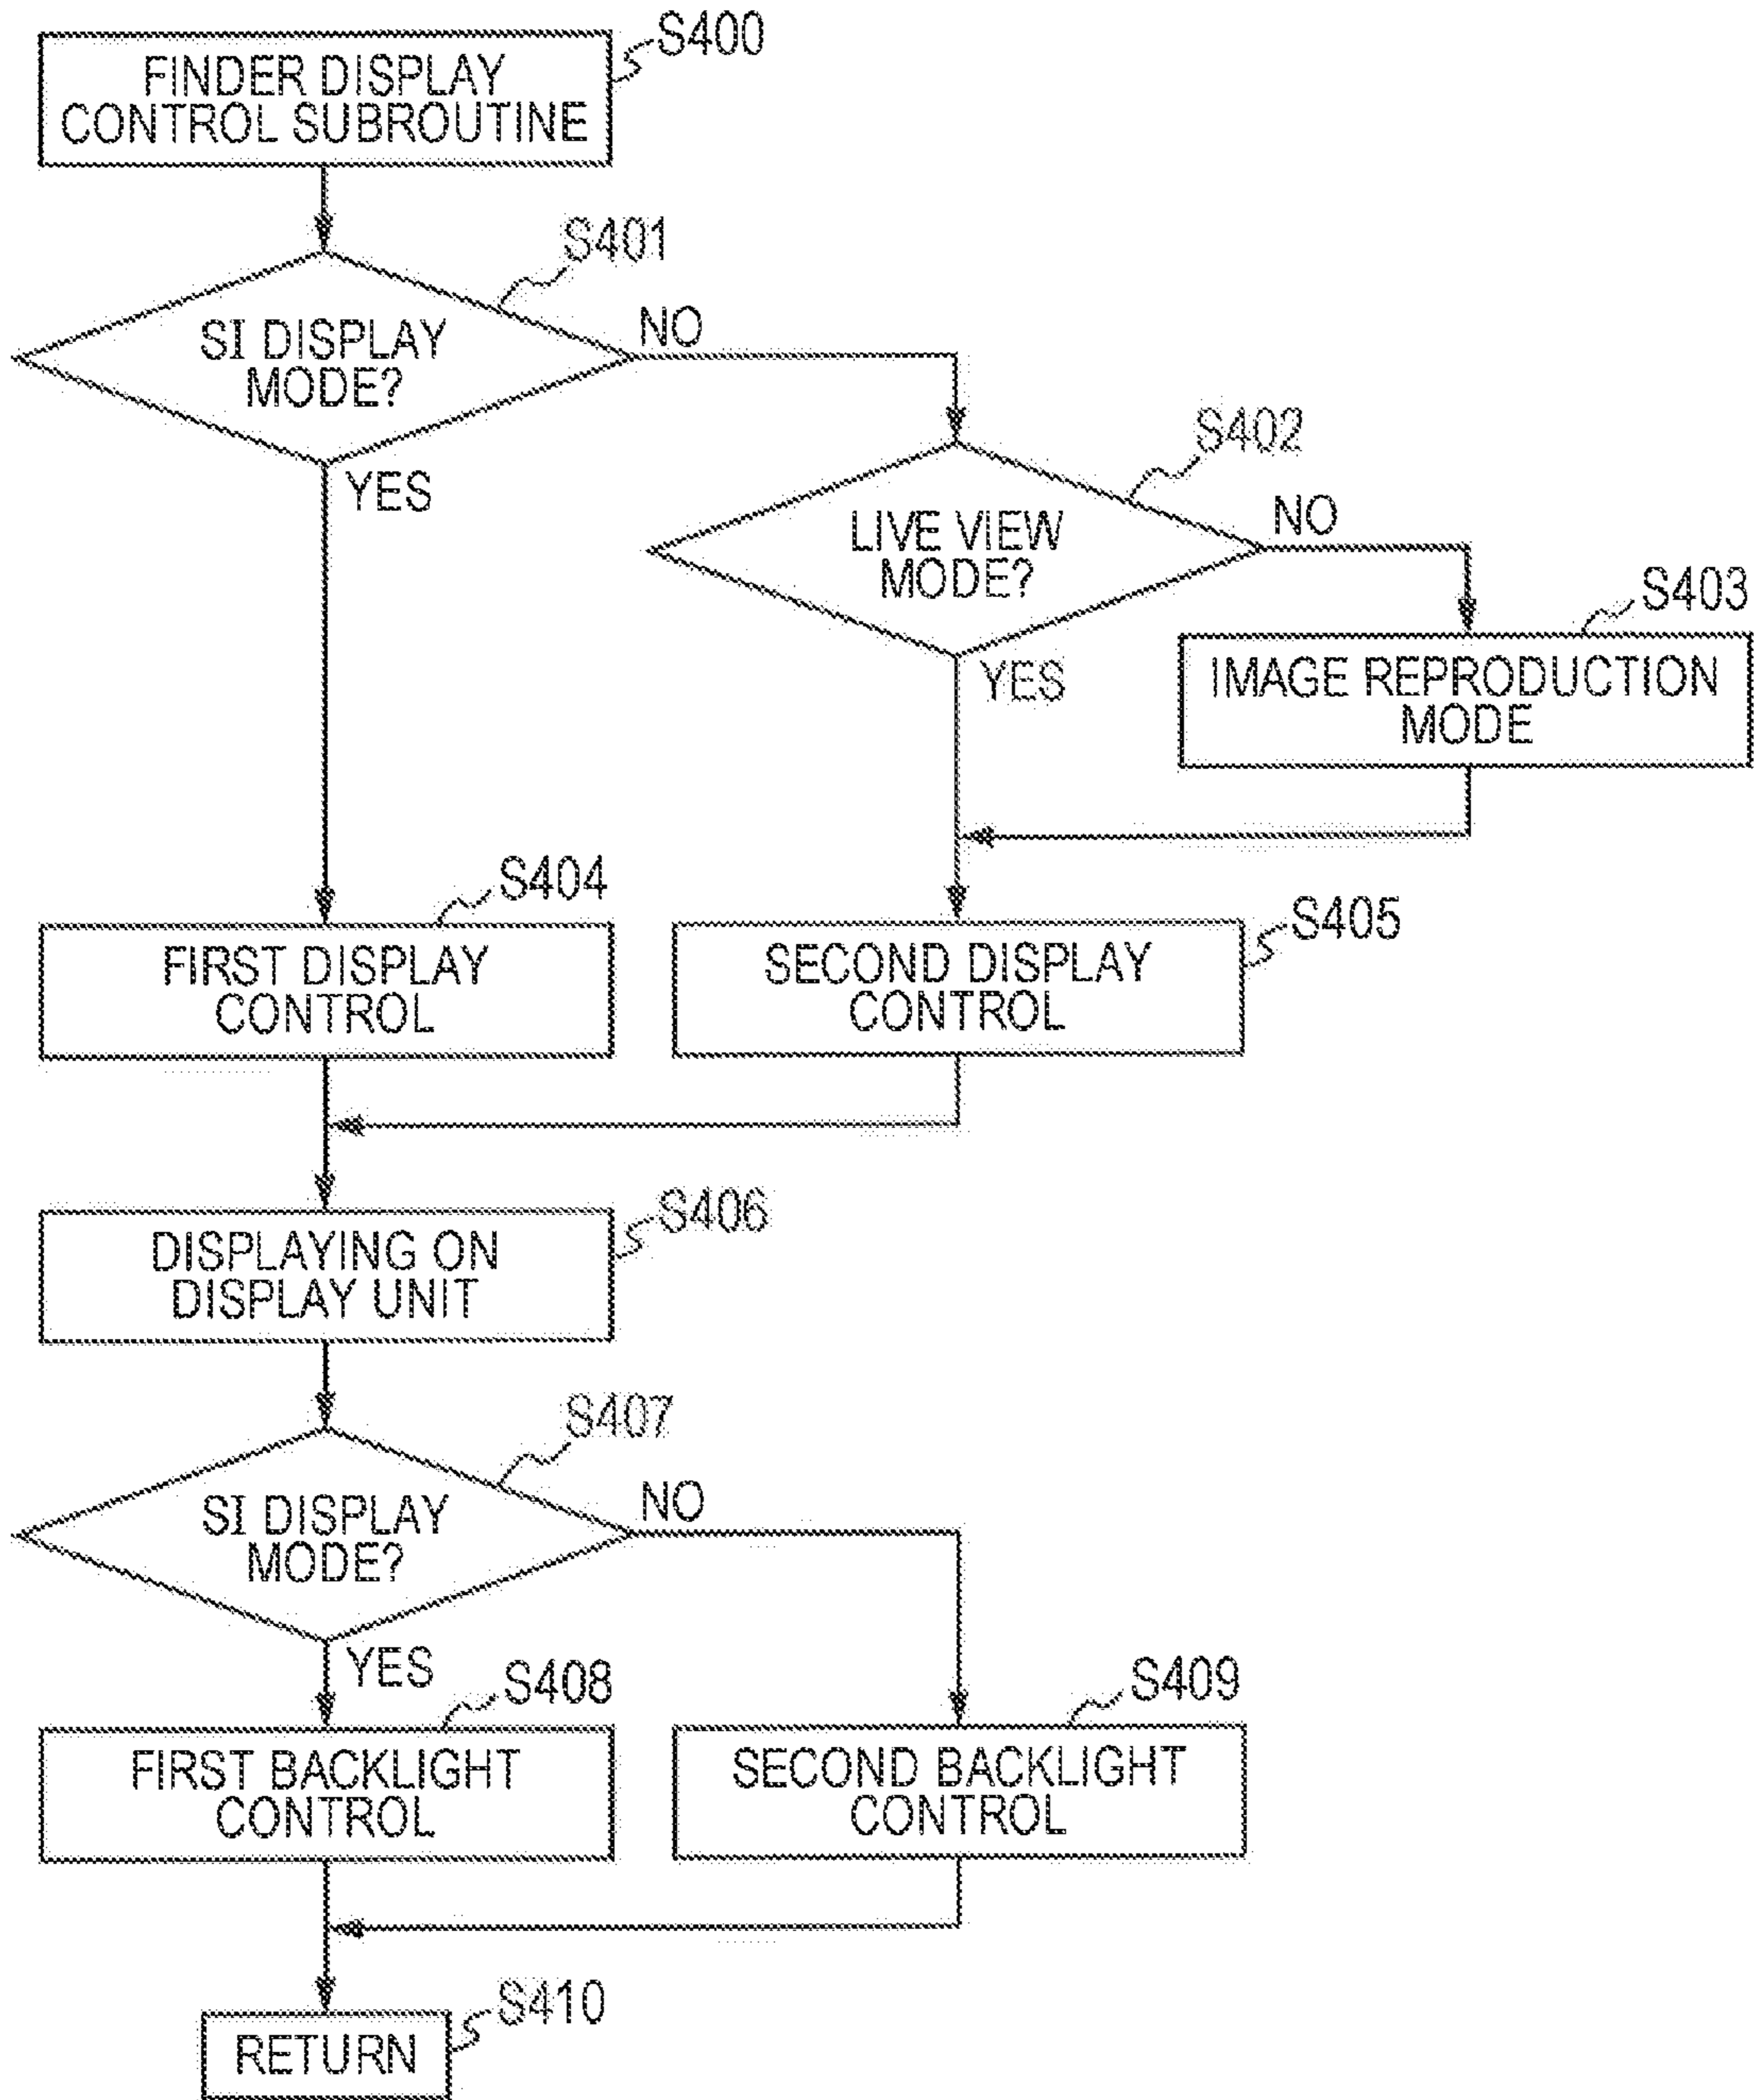 S400
FINDER DISPLAY
CONTROL SUBROUTINE
S401
SI DISPLAY
MODE?
NO
YES
S402
LIVE VIEW
MODE?
NO
YES
S403
IMAGE REPRODUCTION
MODE
S404
FIRST DISPLAY
CONTROL
S405
SECOND DISPLAY
CONTROL
S406
DISPLAYING ON
DISPLAY UNIT
S407
SI DISPLAY
MODE?
NO
YES
S408
FIRST BACKLIGHT
CONTROL
S409
SECOND BACKLIGHT
CONTROL
S410
RETURN